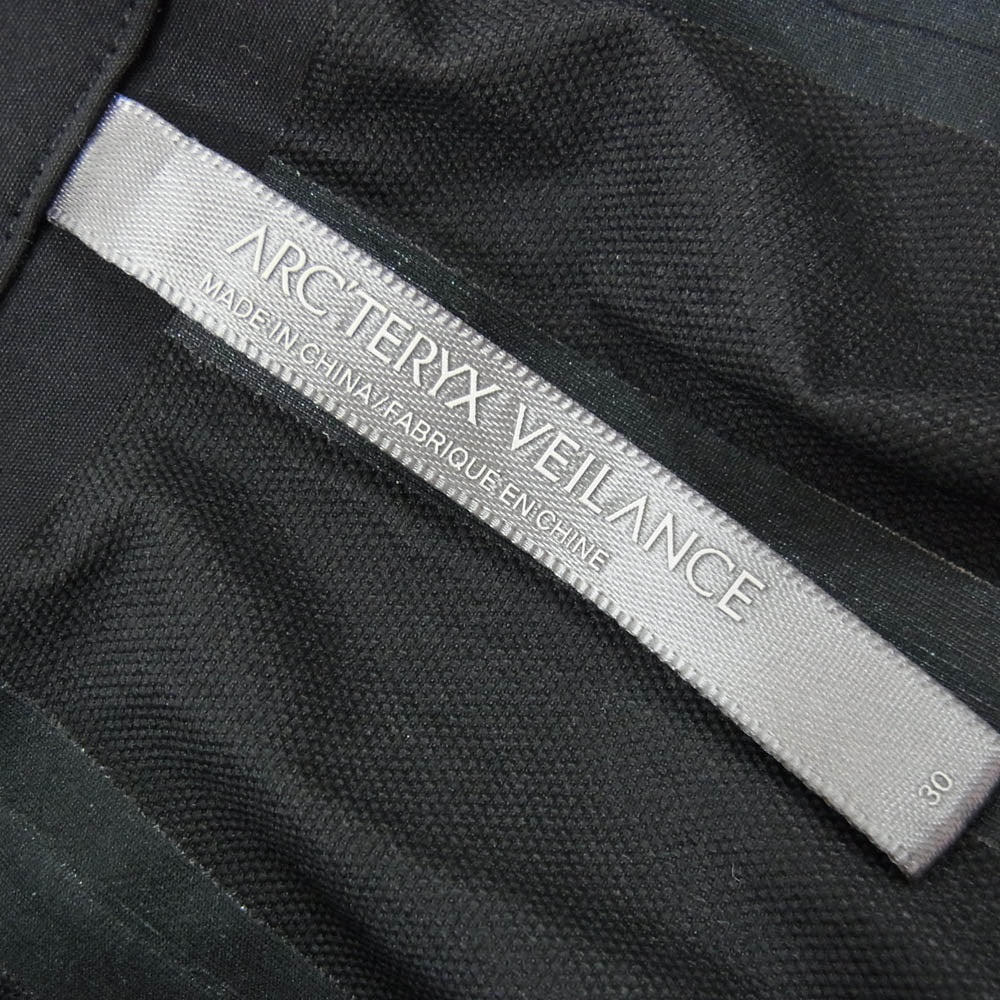 ARC'TERYX VEILANCE
MADE IN CHINA/FABRIQUE EN CHINE
30